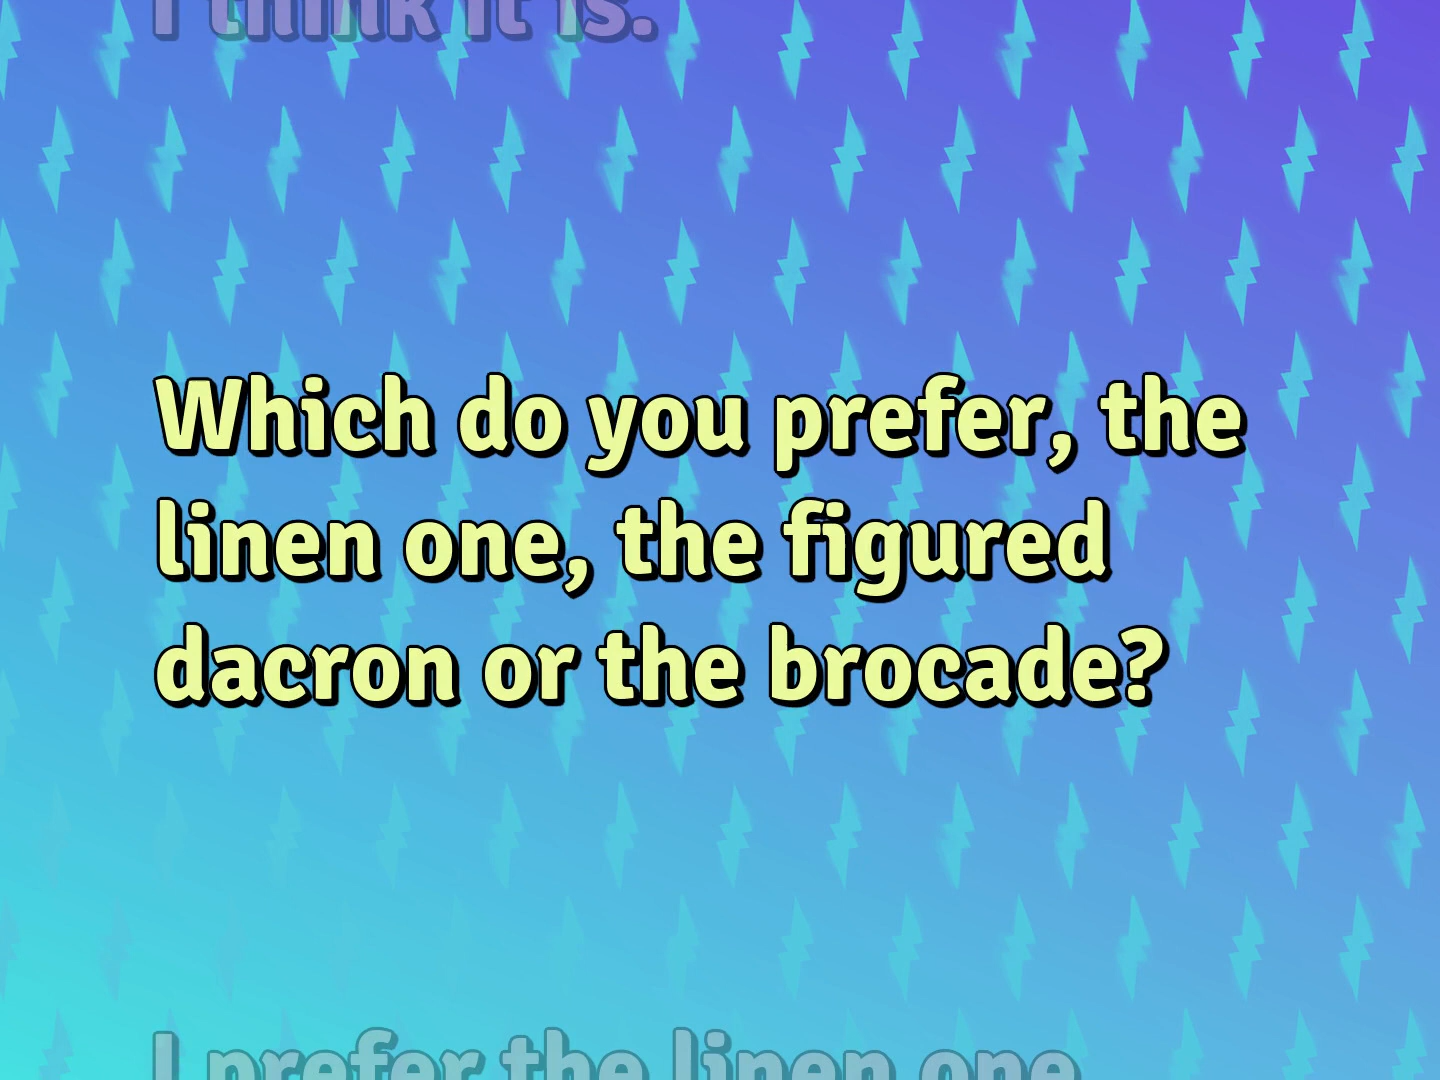 I think it is.
Which do you prefer, the
linen one, the figured
dacron or the brocade?
I prefer the linen one